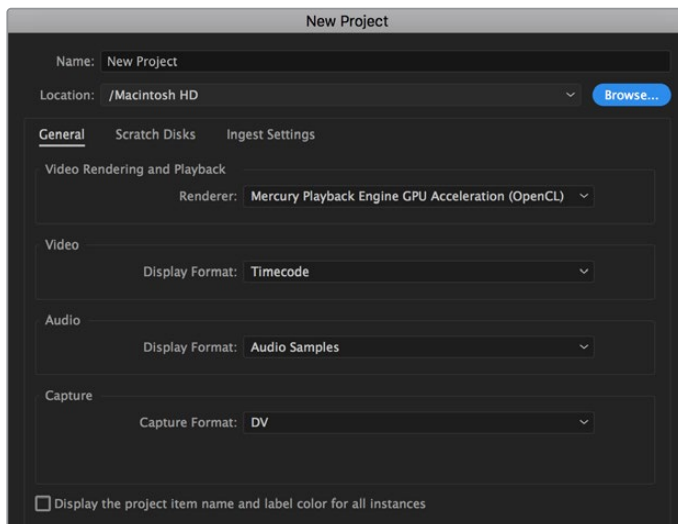 New Project
Name: New Project
Location: /Macintosh HD Browse...
General Scratch Disks Ingest Settings
Video Rendering and Playback
Renderer: Mercury Playback Engine GPU Acceleration (OpenCL)
Video
Display Format: Timecode
Audio
Display Format: Audio Samples
Capture
Capture Format: DV
Display the project item name and label color for all instances